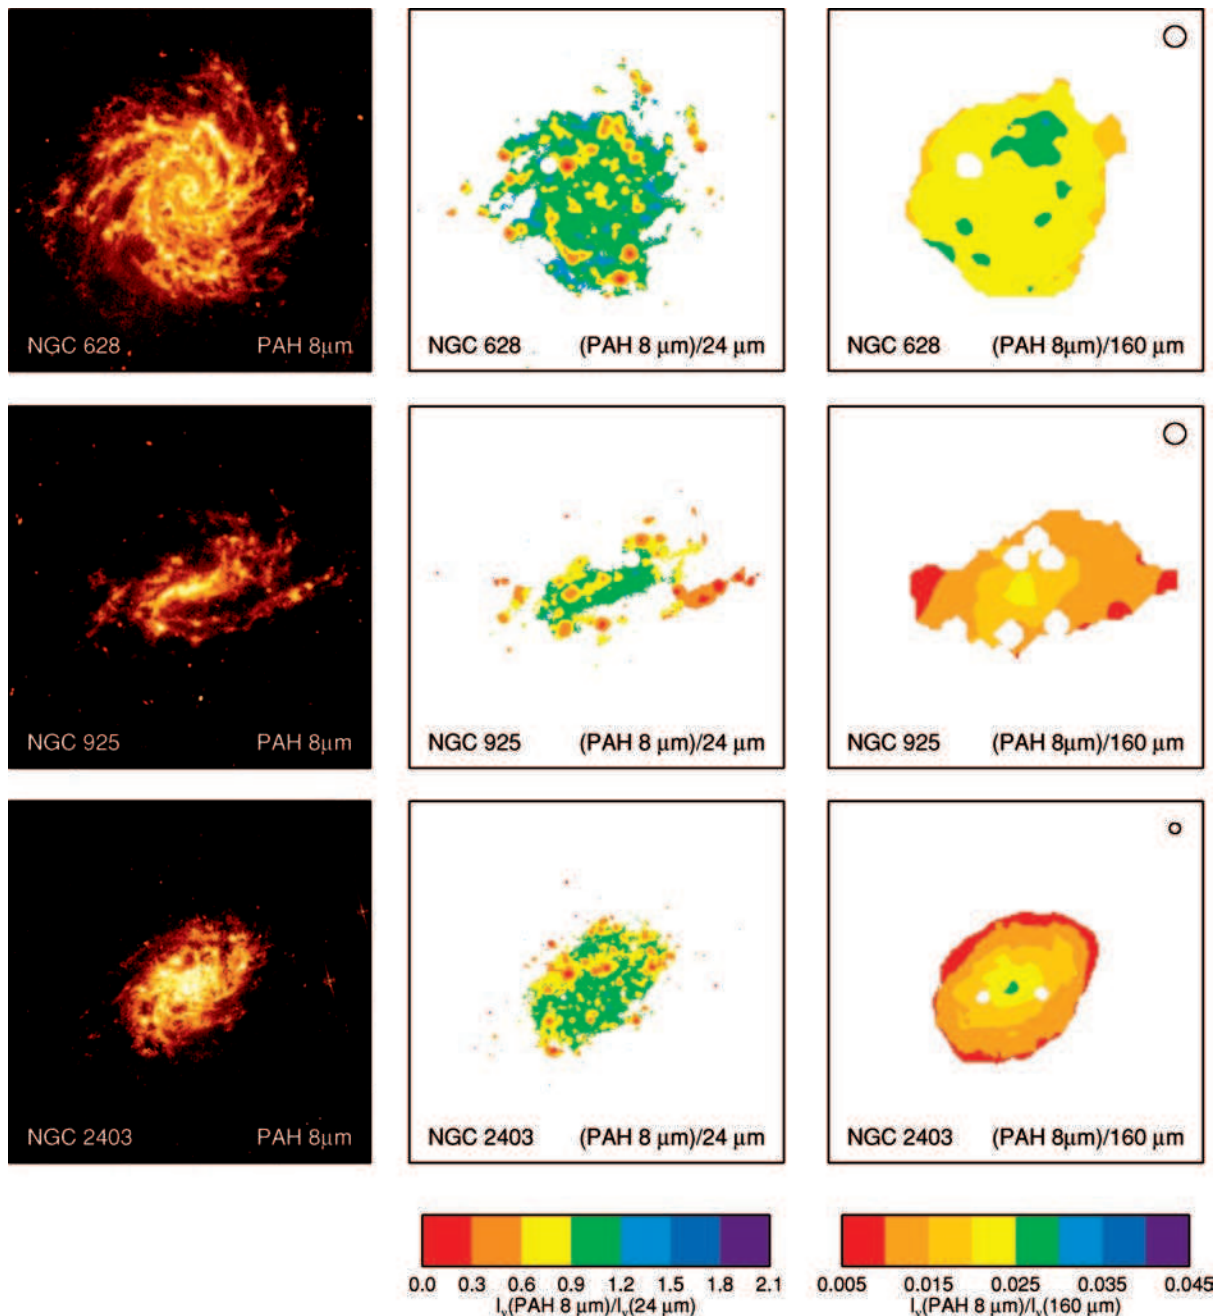 NGC 628 PAH 8μm
NGC 628 (PAH 8 μm)/24 μm
NGC 628 (PAH 8μm)/160 μm
NGC 925 PAH 8μm
NGC 925 (PAH 8 μm)/24 μm
NGC 925 (PAH 8μm)/160 μm
NGC 2403 PAH 8μm
NGC 2403 (PAH 8 μm)/24 μm
NGC 2403 (PAH 8μm)/160 μm
0.0 0.3 0.6 0.9 1.2 1.5 1.8 2.1
Iν(PAH 8 μm)/Iν(24 μm)
0.005 0.015 0.025 0.035 0.045
Iν(PAH 8 μm)/Iν(160 μm)